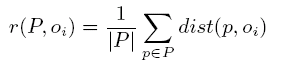 r(P, o_i) = \frac{1}{|P|} \sum_{p \in P} dist(p, o_i)